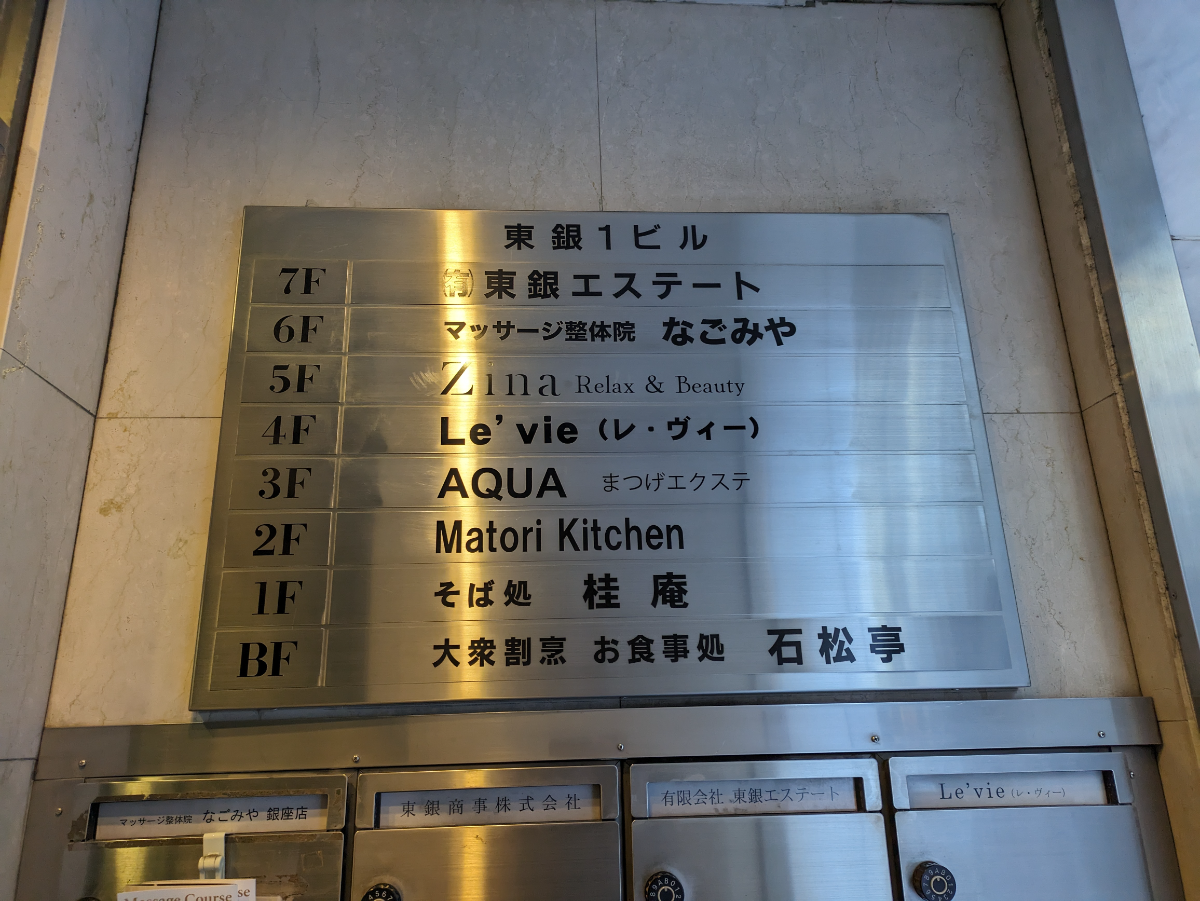 東銀1ビル
7F ㈲東銀エステート
6F マッサージ整体院 なごみや
5F Zina Relax & Beauty
4F Le'vie (レ・ヴィー)
3F AQUA まつげエクステ
2F Matori Kitchen
1F そば処 桂庵
BF 大衆割烹 お食事処 石松亭
マッサージ整体院 なごみや 銀座店
東銀商事株式会社
有限会社 東銀エステート
Le'vie (レ・ヴィー)
Course